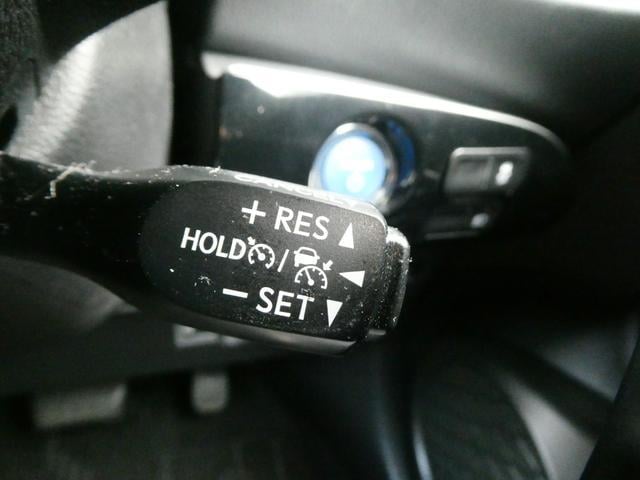 + RES
HOLD /
− SET